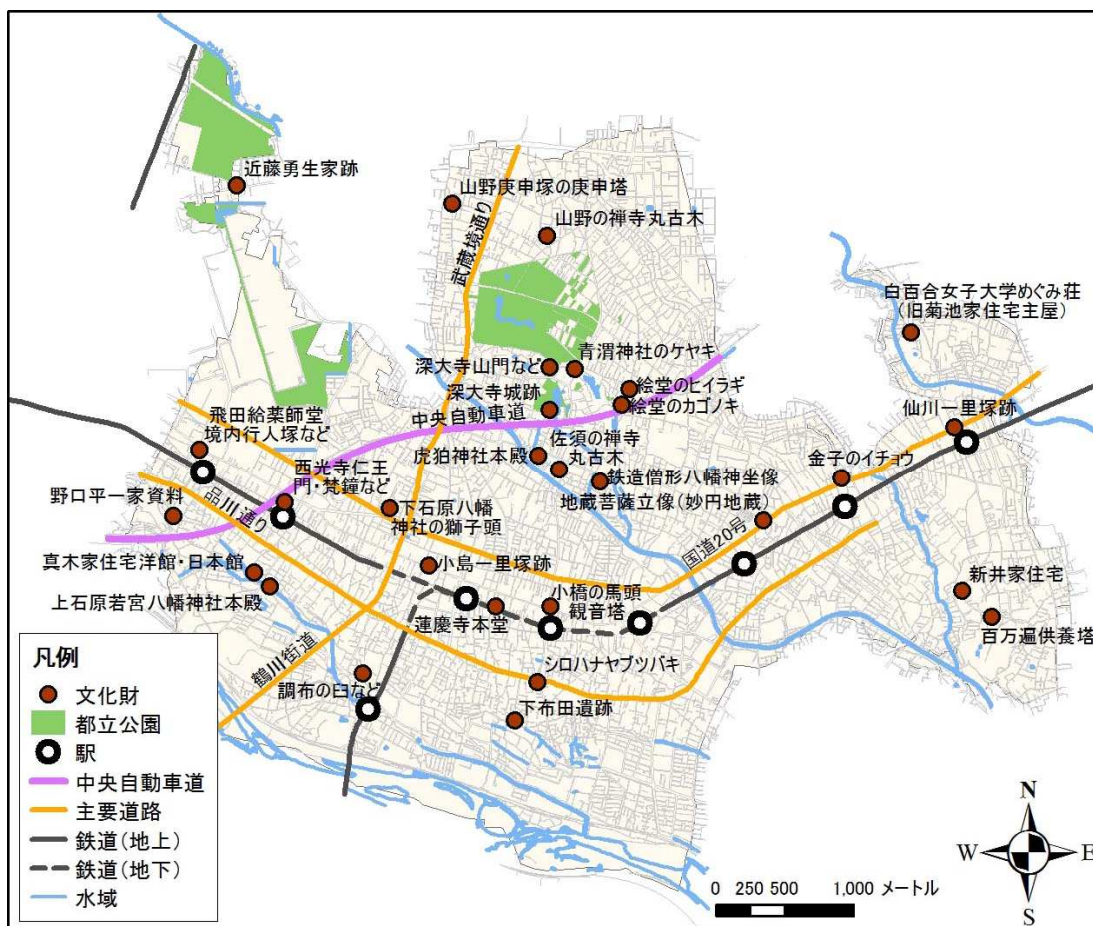 近藤勇生家跡
山野庚申塚の庚申塔
山野の禅寺丸古木
武蔵境通り
白百合女子大学めぐみ荘
（旧菊池家住宅主屋）
青渭神社のケヤキ
深大寺山門など
深大寺城跡
絵堂のヒイラギ
絵堂のカゴノキ
中央自動車道
仙川一里塚跡
飛田給薬師堂
境内行人塚など
虎狛神社本殿
佐須の禅寺
丸古木
金子のイチョウ
鉄造僧形八幡神坐像
地蔵菩薩立像(妙円地蔵)
西光寺仁王
門・梵鐘など
野口平一家資料
品川通り
下石原八幡
神社の獅子頭
国道20号
真木家住宅洋館・日本館
小島一里塚跡
上石原若宮八幡神社本殿
小橋の馬頭
観音塔
新井家住宅
蓮慶寺本堂
百万遍供養塔
シロハナヤブツバキ
鶴川街道
調布の臼など
下布田遺跡
凡例
文化財
都立公園
駅
中央自動車道
主要道路
鉄道(地上)
鉄道(地下)
水域
0 250 500 1,000 メートル
N
W E
S